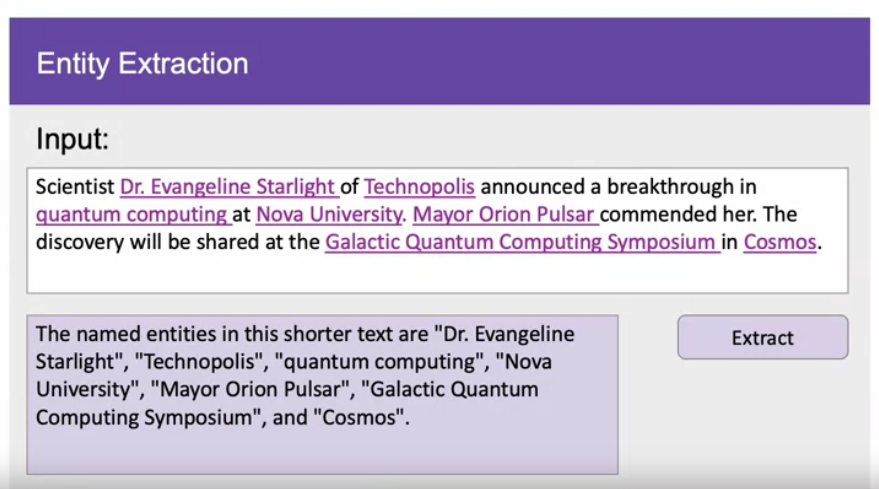 Entity Extraction
Input:
Scientist Dr. Evangeline Starlight of Technopolis announced a breakthrough in
quantum computing at Nova University. Mayor Orion Pulsar commended her. The
discovery will be shared at the Galactic Quantum Computing Symposium in Cosmos.
The named entities in this shorter text are "Dr. Evangeline
Starlight", "Technopolis", "quantum computing", "Nova
University", "Mayor Orion Pulsar", "Galactic Quantum
Computing Symposium", and "Cosmos".
Extract